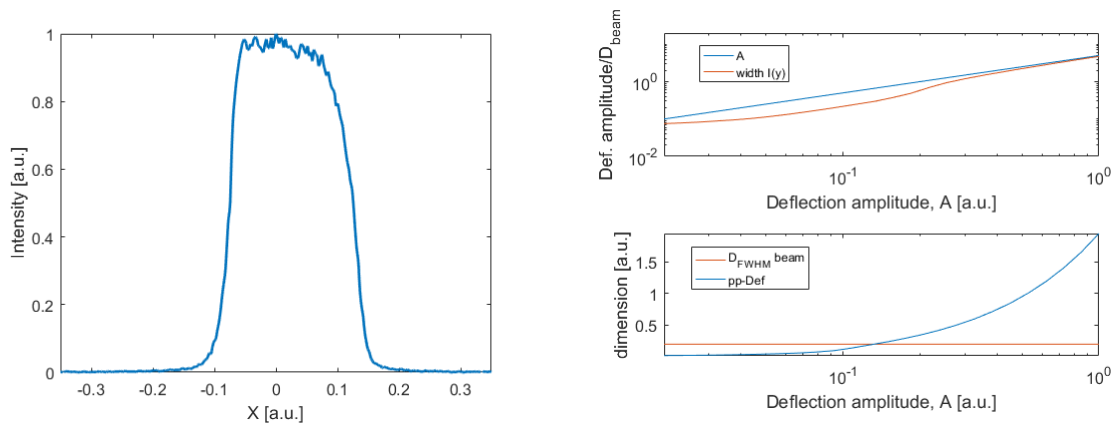 1
0.8
0.6
0.4
0.2
0
Intensity [a.u.]
-0.3
-0.2
-0.1
0
0.1
0.2
0.3
X [a.u.]
Def. amplitude/D_beam
10^0
10^-2
A
width I(y)
10^-1
10^0
Deflection amplitude, A [a.u.]
dimension [a.u.]
1.5
1
0.5
D_FWHM beam
pp-Def
10^-1
10^0
Deflection amplitude, A [a.u.]